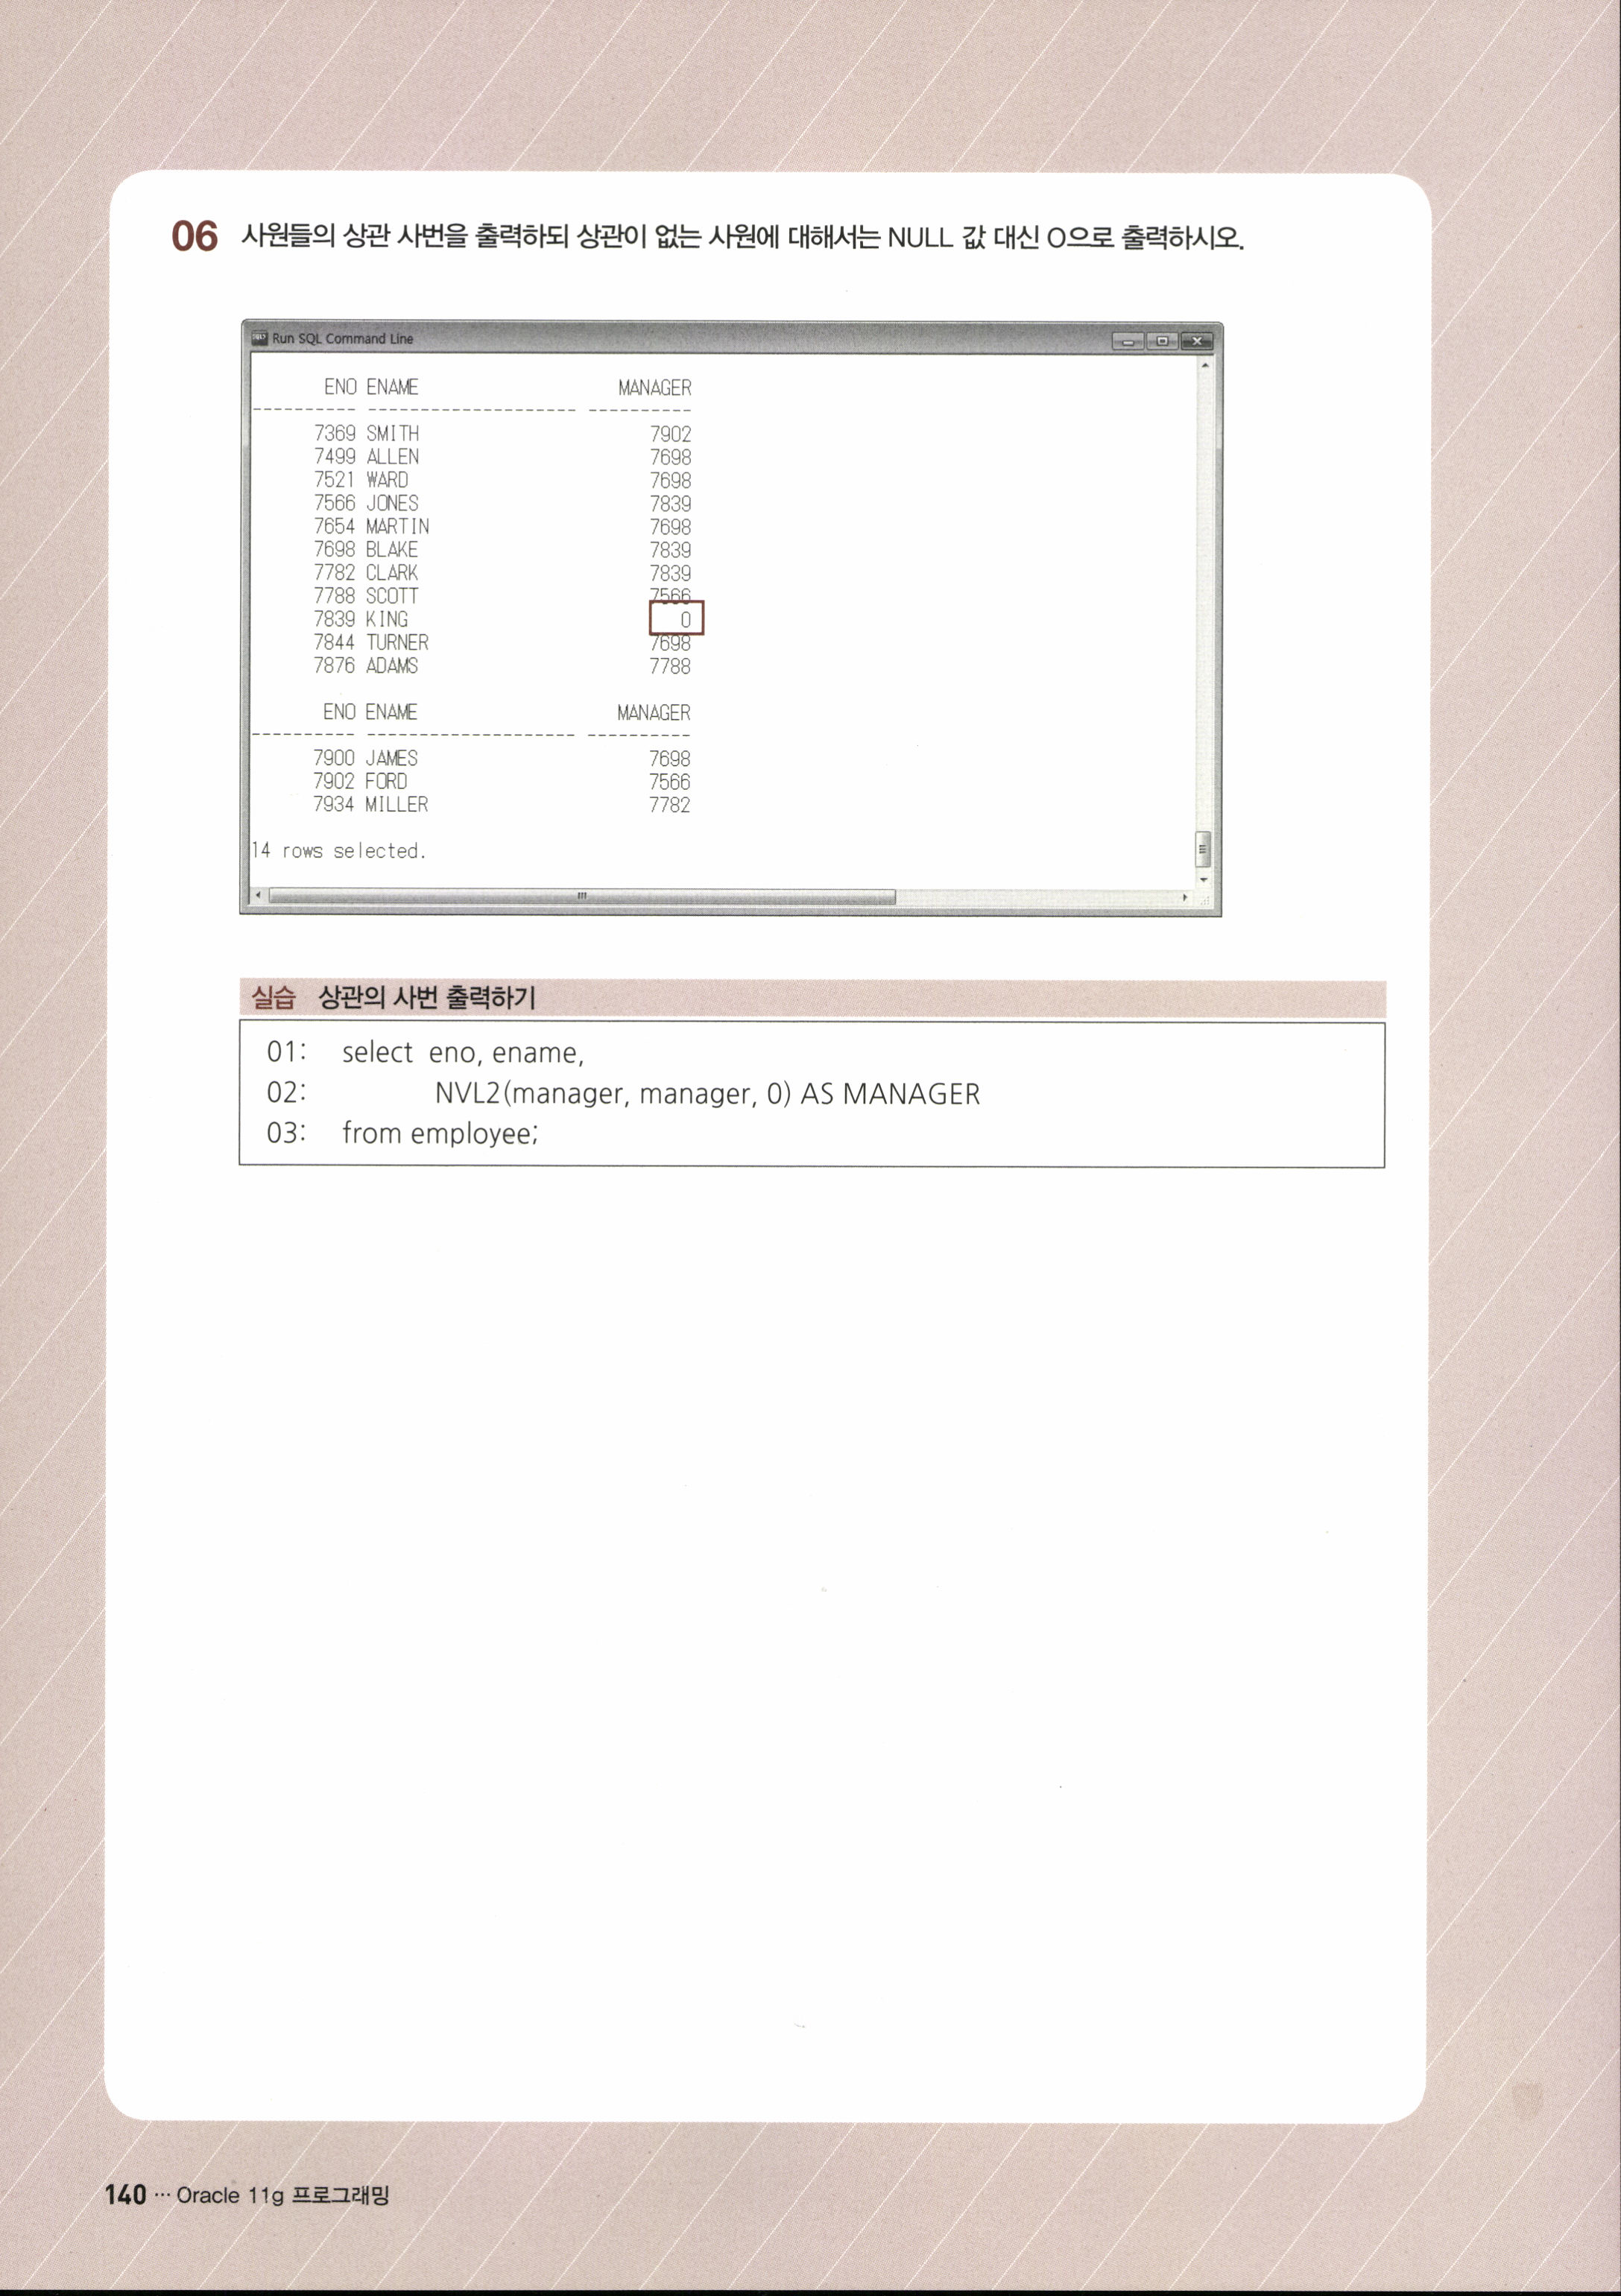 06 사원들의 상관 사번을 출력하되 상관이 없는 사원에 대해서는 NULL 값 대신 0으로 출력하시오.
Run SQL Command Line
ENO ENAME MANAGER
---------- -------------------- ----------
7369 SMITH 7902
7499 ALLEN 7698
7521 WARD 7698
7566 JONES 7839
7654 MARTIN 7698
7698 BLAKE 7839
7782 CLARK 7839
7788 SCOTT 7566
7839 KING 0
7844 TURNER 7698
7876 ADAMS 7788
ENO ENAME MANAGER
---------- -------------------- ----------
7900 JAMES 7698
7902 FORD 7566
7934 MILLER 7782
14 rows selected.
실습 상관의 사번 출력하기
01: select eno, ename,
02: NVL2(manager, manager, 0) AS MANAGER
03: from employee;
140 ··· Oracle 11g 프로그래밍